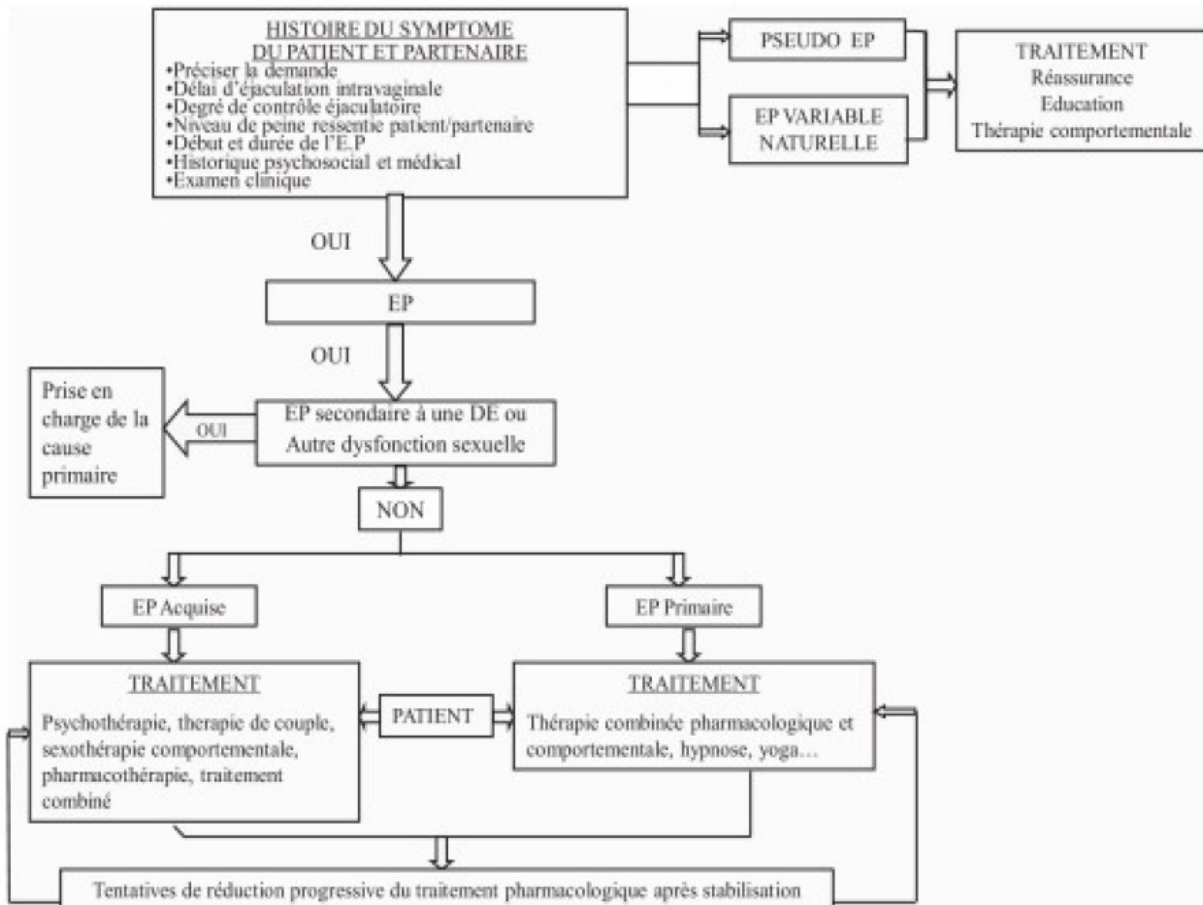 HISTOIRE DU SYMPTOME
DU PATIENT ET PARTENAIRE
•Préciser la demande
•Délai d’éjaculation intravaginale
•Degré de contrôle éjaculatoire
•Niveau de peine ressentie patient/partenaire
•Début et durée de l’E.P
•Historique psychosocial et médical
•Examen clinique
PSEUDO EP
EP VARIABLE
NATURELLE
TRAITEMENT
Réassurance
Education
Thérapie comportementale
OUI
EP
OUI
Prise en
charge de la
cause
primaire
OUI
EP secondaire à une DE ou
Autre dysfonction sexuelle
NON
EP Acquise
EP Primaire
TRAITEMENT
Psychothérapie, therapie de couple,
sexothérapie comportementale,
pharmacothérapie, traitement
combiné
PATIENT
TRAITEMENT
Thérapie combinée pharmacologique et
comportementale, hypnose, yoga…
Tentatives de réduction progressive du traitement pharmacologique après stabilisation